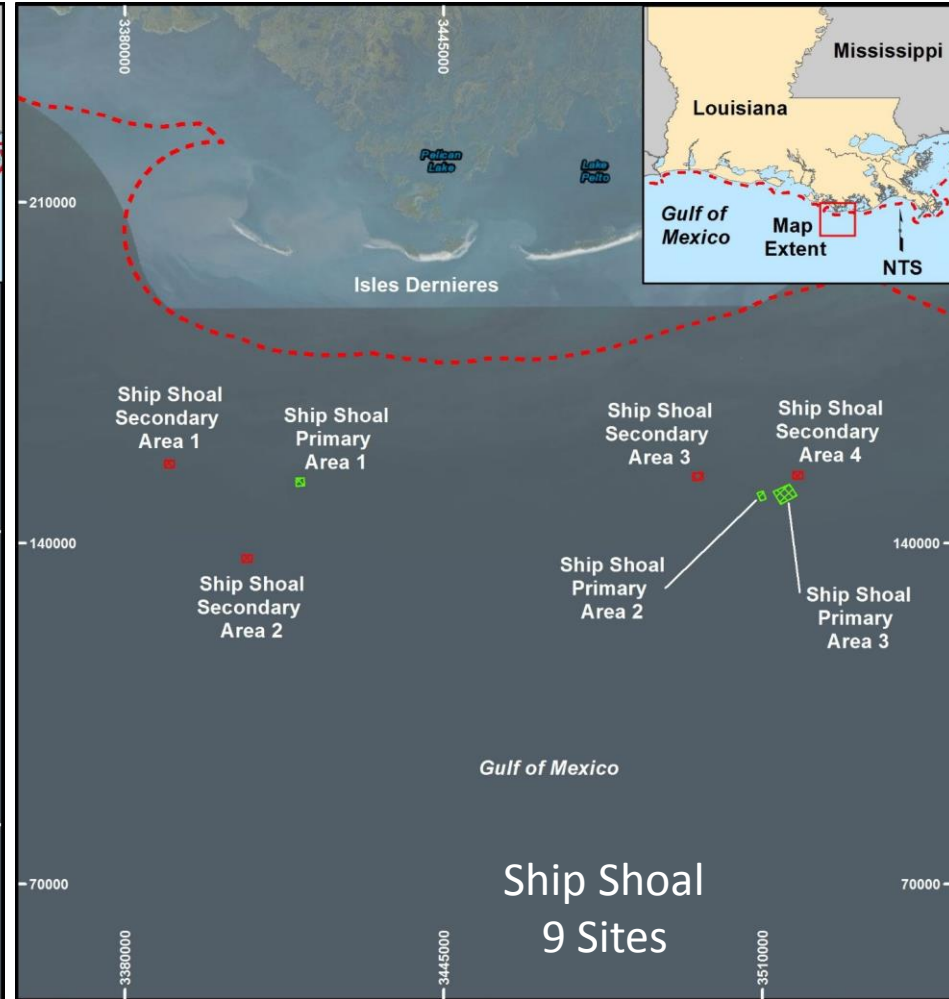 3380000
3445000
Mississippi
Louisiana
Gulf of
Mexico
Map
Extent
NTS
Pelican
Lake
Lake
Pelto
210000
Isles Dernieres
Ship Shoal
Secondary
Area 1
Ship Shoal
Primary
Area 1
Ship Shoal
Secondary
Area 3
Ship Shoal
Secondary
Area 4
140000
140000
Ship Shoal
Secondary
Area 2
Ship Shoal
Primary
Area 2
Ship Shoal
Primary
Area 3
Gulf of Mexico
70000
70000
Ship Shoal
9 Sites
3380000
3445000
3510000